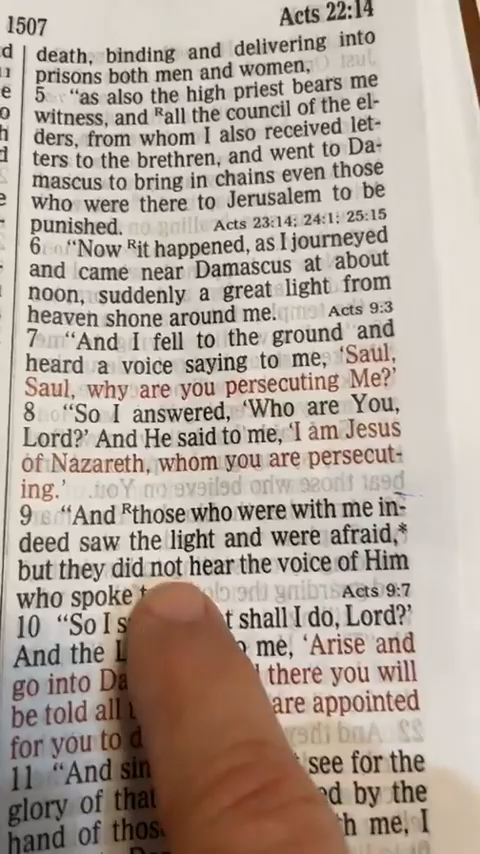 1507
Acts 22:14
death, binding and delivering into
prisons both men and women,
5 "as also the high priest bears me
witness, and ᴿall the council of the el-
ders, from whom I also received let-
ters to the brethren, and went to Da-
mascus to bring in chains even those
who were there to Jerusalem to be
punished. Acts 23:14; 24:1; 25:15
6 "Now ᴿit happened, as I journeyed
and came near Damascus at about
noon, suddenly a great light from
heaven shone around me. Acts 9:3
7 "And I fell to the ground and
heard a voice saying to me, 'Saul,
Saul, why are you persecuting Me?'
8 "So I answered, 'Who are You,
Lord?' And He said to me, 'I am Jesus
of Nazareth, whom you are persecut-
ing.'
9 "And ᴿthose who were with me in-
deed saw the light and were afraid,*
but they did not hear the voice of Him
who spoke Acts 9:7
10 "So I shall I do, Lord?'
And the me, 'Arise and
go into there you will
be told all are appointed
for you to
11 "And see for the
glory of that by the
hand of me, I